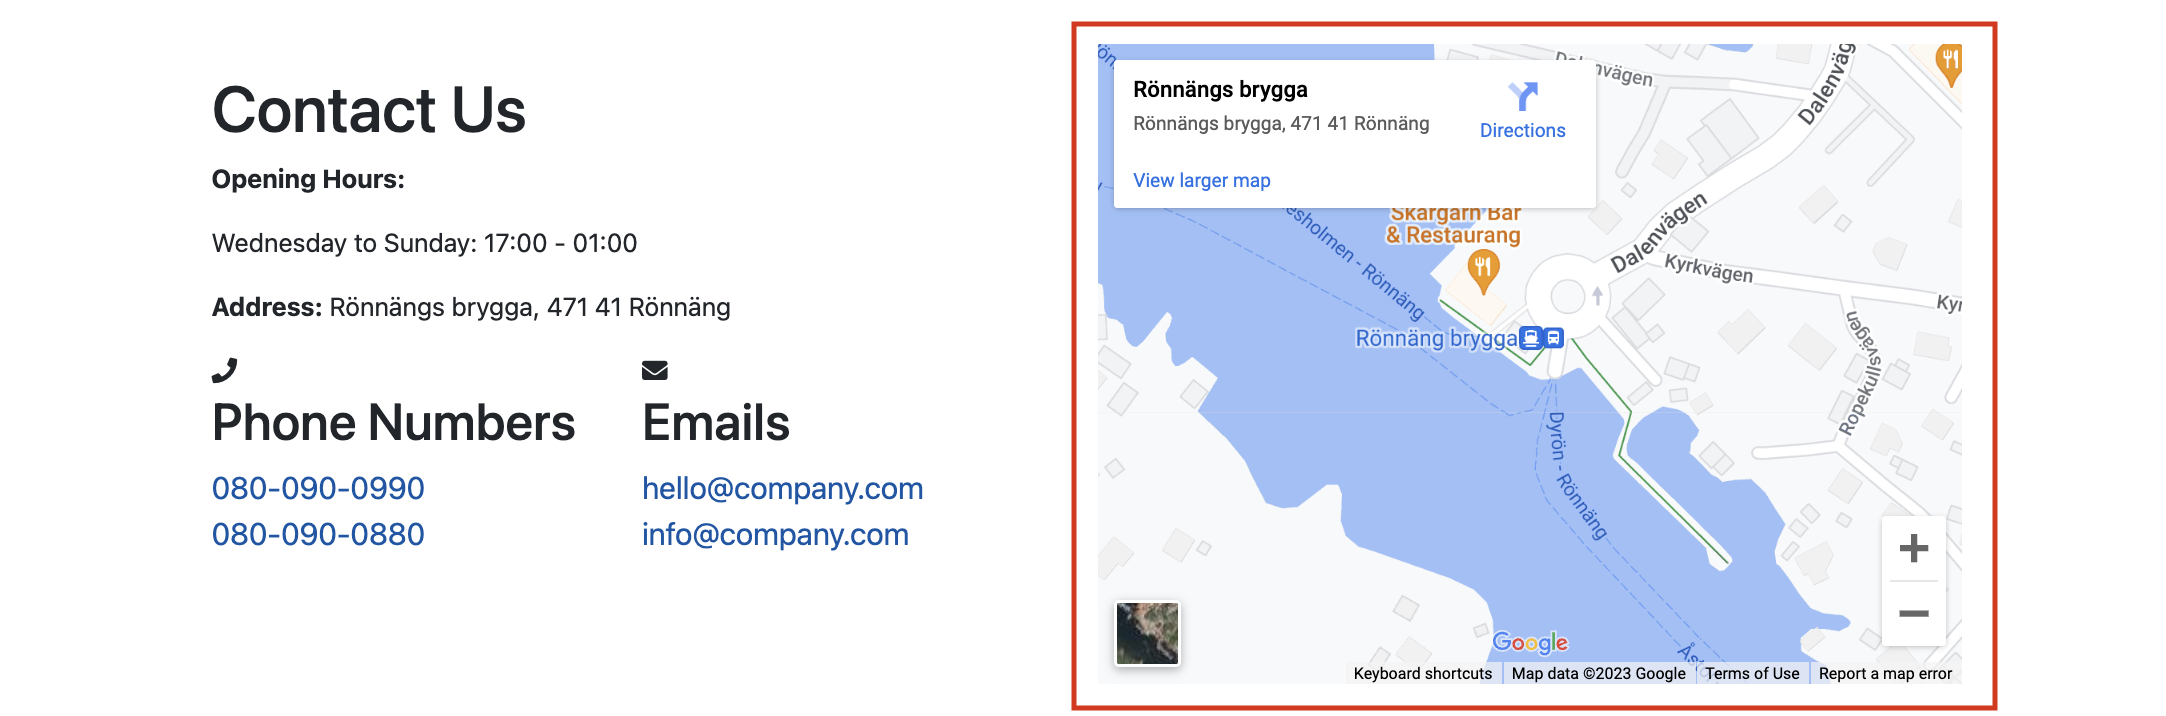 Contact Us
Opening Hours:
Wednesday to Sunday: 17:00 - 01:00
Address: Rönnängs brygga, 471 41 Rönnäng
Phone Numbers
080-090-0990
080-090-0880
Emails
hello@company.com
info@company.com
Rönnängs brygga
Rönnängs brygga, 471 41 Rönnäng
Directions
View larger map
Dalenväg
nvägen
Skärgårn Bar
& Restaurang
esholmen - Rönnäng
Dalenvägen
Kyrkvägen
Kyr
Rönnäng brygga
Ropekullsvägen
Dyrön - Rönnäng
Google
Keyboard shortcuts
Map data ©2023 Google
Terms of Use
Report a map error